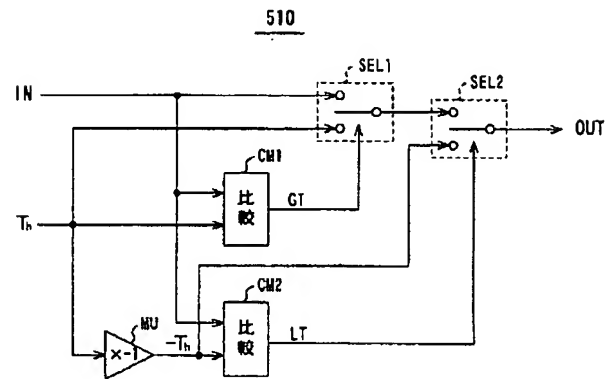 510
SEL1
SEL2
IN
OUT
CM1
比較
GT
Th
CM2
MU
×-1
-Th
比較
LT